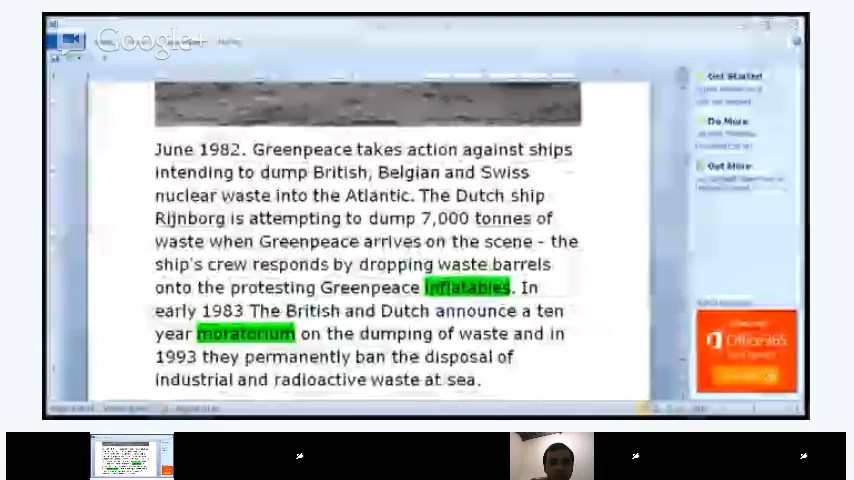 Google+
June 1982. Greenpeace takes action against ships
intending to dump British, Belgian and Swiss
nuclear waste into the Atlantic. The Dutch ship
Rijnborg is attempting to dump 7,000 tonnes of
waste when Greenpeace arrives on the scene - the
ship's crew responds by dropping waste barrels
onto the protesting Greenpeace inflatables. In
early 1983 The British and Dutch announce a ten
year moratorium on the dumping of waste and in
1993 they permanently ban the disposal of
industrial and radioactive waste at sea.
Get Started
Do More
Get More
Office 365